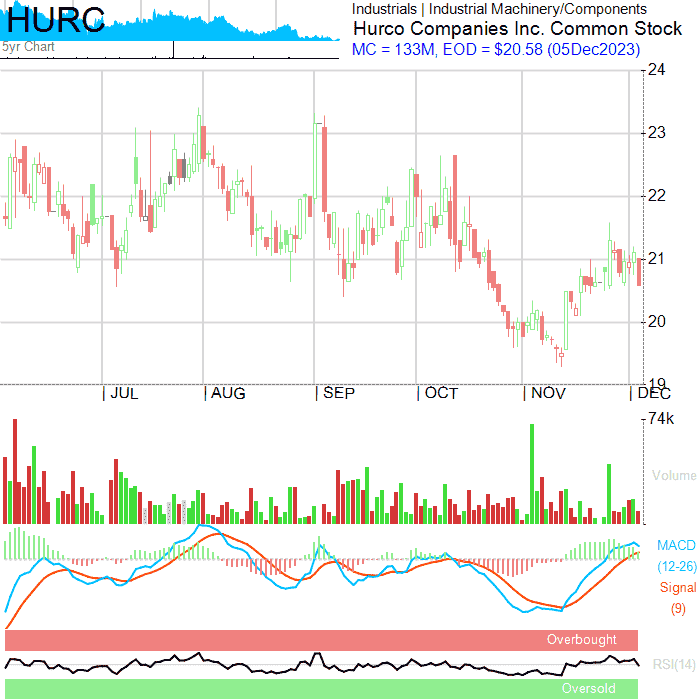 HURC
5yr Chart
Industrials | Industrial Machinery/Components
Hurco Companies Inc. Common Stock
MC = 133M, EOD = $20.58 (05Dec2023)
24
23
22
21
20
19
| JUL | AUG | SEP | OCT | NOV | DEC
74k
Volume
MACD
(12-26)
Signal
(9)
Overbought
RSI(14)
Oversold